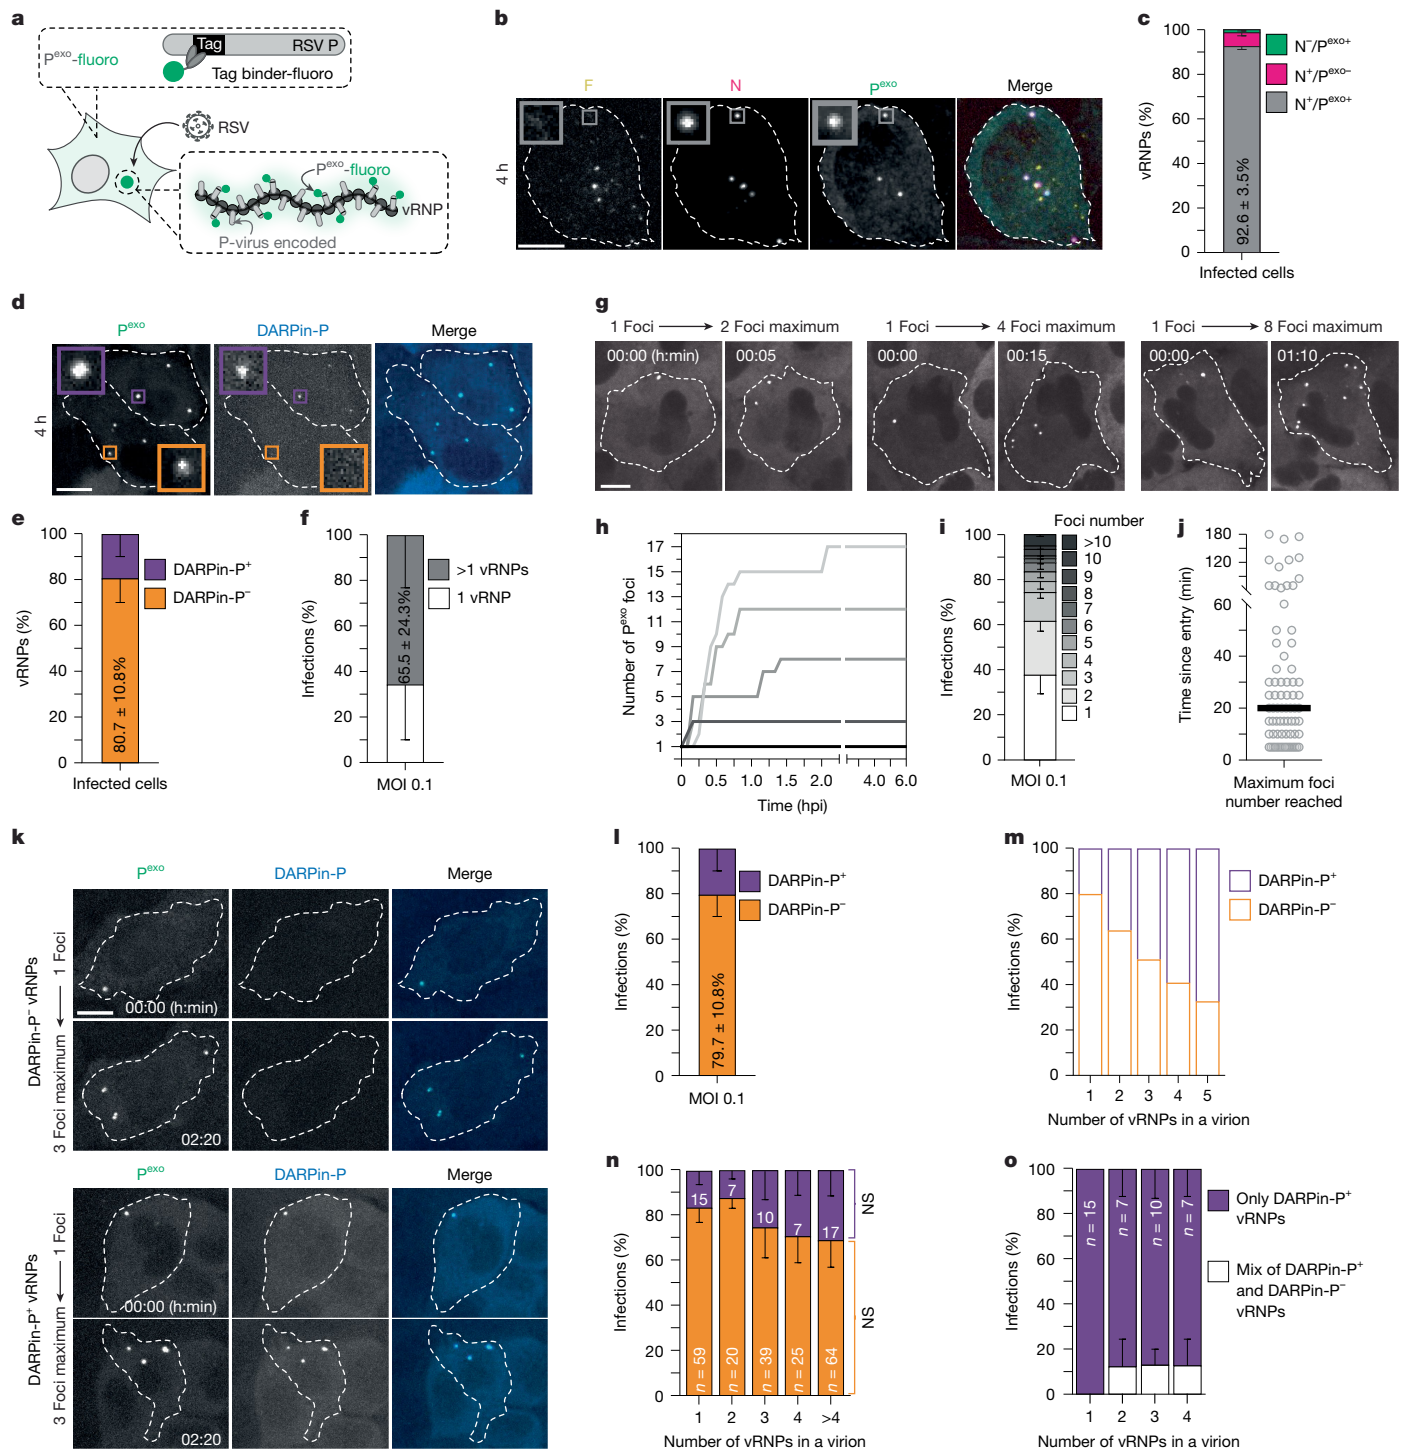 a
P^exo-fluoro
Tag
RSV P
Tag binder-fluoro
RSV
P^exo-fluoro
vRNP
P-virus encoded
b
F
N
P^exo
Merge
4 h
c
vRNPs (%)
100
80
60
40
20
0
92.6 ± 3.5%
Infected cells
N⁻/P^exo+
N⁺/P^exo−
N⁺/P^exo+
d
P^exo
DARPin-P
Merge
4 h
g
1 Foci
2 Foci maximum
1 Foci
4 Foci maximum
1 Foci
8 Foci maximum
00:00 (h:min)
00:05
00:00
00:15
00:00
01:10
e
vRNPs (%)
100
80
60
40
20
0
80.7 ± 10.8%
Infected cells
DARPin-P⁺
DARPin-P⁻
f
Infections (%)
100
80
60
40
20
0
65.5 ± 24.3%
MOI 0.1
>1 vRNPs
1 vRNP
h
Number of P^exo foci
17
15
13
11
9
7
5
3
1
0
0.5
1.0
1.5
2.0
4.0
6.0
Time (hpi)
i
Infections (%)
100
80
60
40
20
0
MOI 0.1
Foci number
>10
10
9
8
7
6
5
4
3
2
1
j
Time since entry (min)
180
120
60
40
20
0
Maximum foci
number reached
k
P^exo
DARPin-P
Merge
DARPin-P⁻ vRNPs
1 Foci
3 Foci maximum
00:00 (h:min)
02:20
P^exo
DARPin-P
Merge
DARPin-P⁺ vRNPs
1 Foci
3 Foci maximum
00:00 (h:min)
02:20
l
Infections (%)
100
80
60
40
20
0
79.7 ± 10.8%
MOI 0.1
DARPin-P⁺
DARPin-P⁻
m
Infections (%)
100
80
60
40
20
0
1
2
3
4
5
Number of vRNPs in a virion
DARPin-P⁺
DARPin-P⁻
n
Infections (%)
100
80
60
40
20
0
15
7
10
7
17
n = 59
n = 20
n = 39
n = 25
n = 64
NS
NS
1
2
3
4
>4
Number of vRNPs in a virion
o
Infections (%)
100
80
60
40
20
0
n = 15
n = 7
n = 10
n = 7
1
2
3
4
Number of vRNPs in a virion
Only DARPin-P⁺
vRNPs
Mix of DARPin-P⁺
and DARPin-P⁻
vRNPs